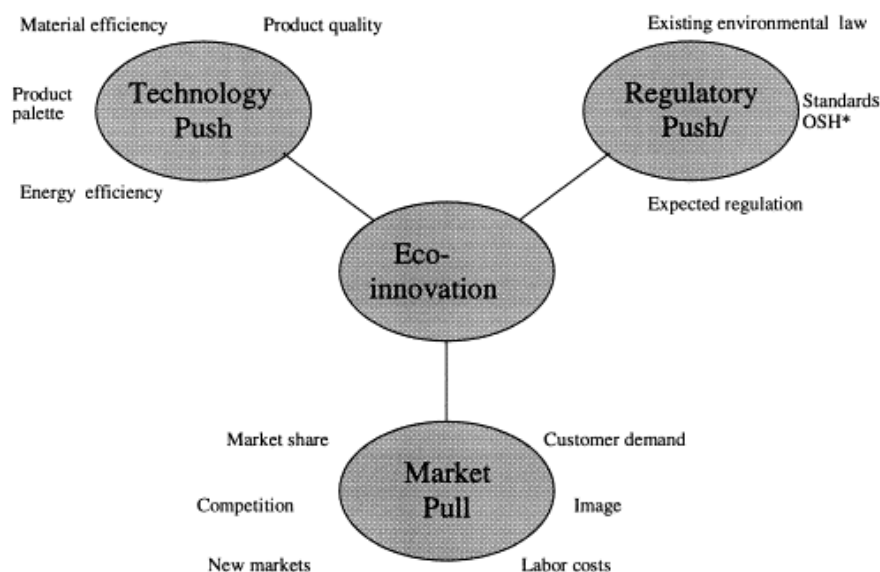 Material efficiency
Product quality
Existing environmental law
Technology
Push
Regulatory
Push/
Product
palette
Standards
OSH*
Energy efficiency
Expected regulation
Eco-
innovation
Market share
Customer demand
Market
Pull
Competition
Image
New markets
Labor costs